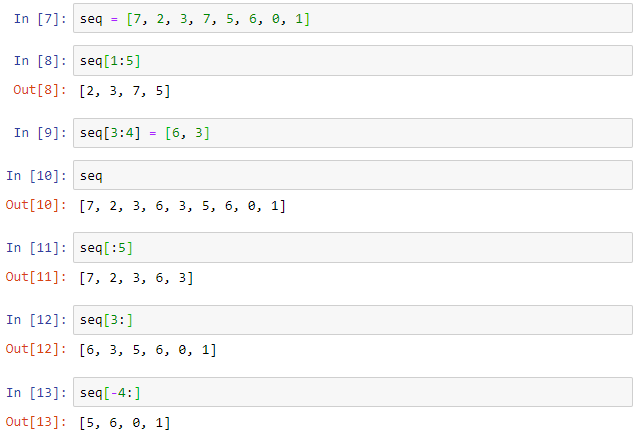 In [7]: seq = [7, 2, 3, 7, 5, 6, 0, 1]
In [8]: seq[1:5]
Out[8]: [2, 3, 7, 5]
In [9]: seq[3:4] = [6, 3]
In [10]: seq
Out[10]: [7, 2, 3, 6, 3, 5, 6, 0, 1]
In [11]: seq[:5]
Out[11]: [7, 2, 3, 6, 3]
In [12]: seq[3:]
Out[12]: [6, 3, 5, 6, 0, 1]
In [13]: seq[-4:]
Out[13]: [5, 6, 0, 1]